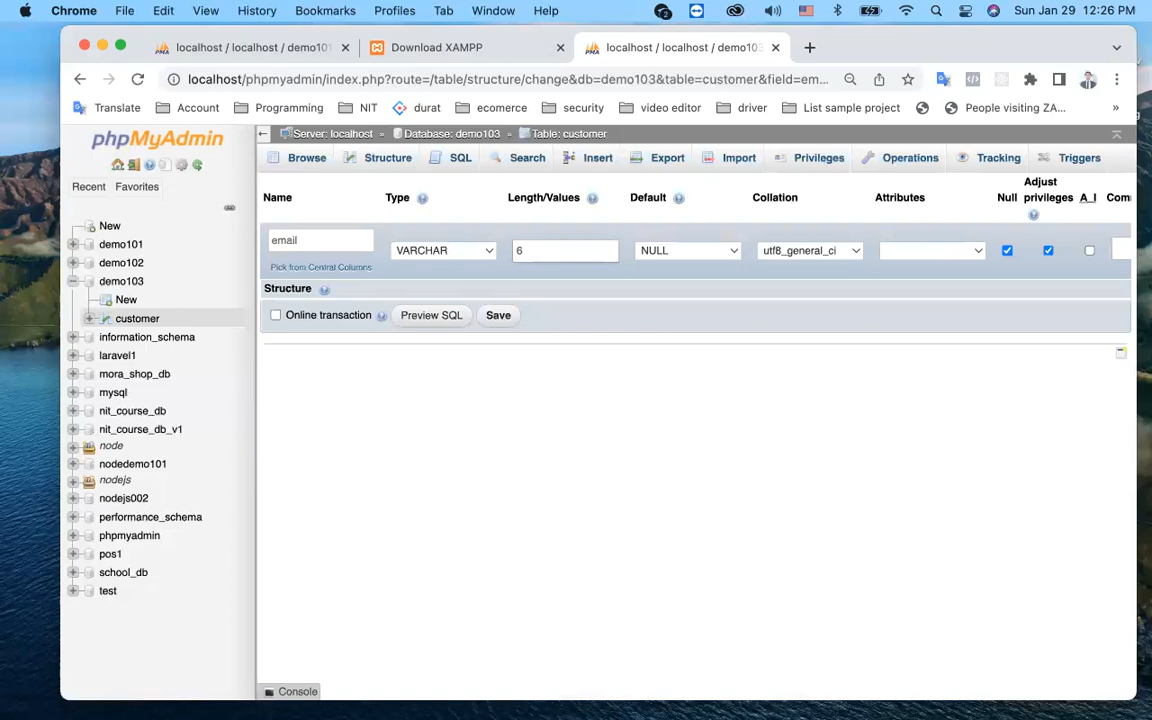 Chrome File Edit View History Bookmarks Profiles Tab Window Help 2 Sun Jan 29 12:26 PM
PMA localhost / localhost / demo101 Download XAMPP PMA localhost / localhost / demo103
localhost/phpmyadmin/index.php?route=/table/structure/change&db=demo103&table=customer&field=em...
Translate Account Programming NIT durat ecomerce security video editor driver List sample project People visiting ZA... »
phpMyAdmin
Recent Favorites
New
demo101
demo102
demo103
New
customer
information_schema
laravel1
mora_shop_db
mysql
nit_course_db
nit_course_db_v1
node
nodedemo101
nodejs
nodejs002
performance_schema
phpmyadmin
pos1
school_db
test
Server: localhost » Database: demo103 » Table: customer
Browse Structure SQL Search Insert Export Import Privileges Operations Tracking Triggers
Name Type Length/Values Default Collation Attributes Null Adjust privileges A_I Com
email VARCHAR 6 NULL utf8_general_ci
Pick from Central Columns
Structure
Online transaction Preview SQL Save
Console